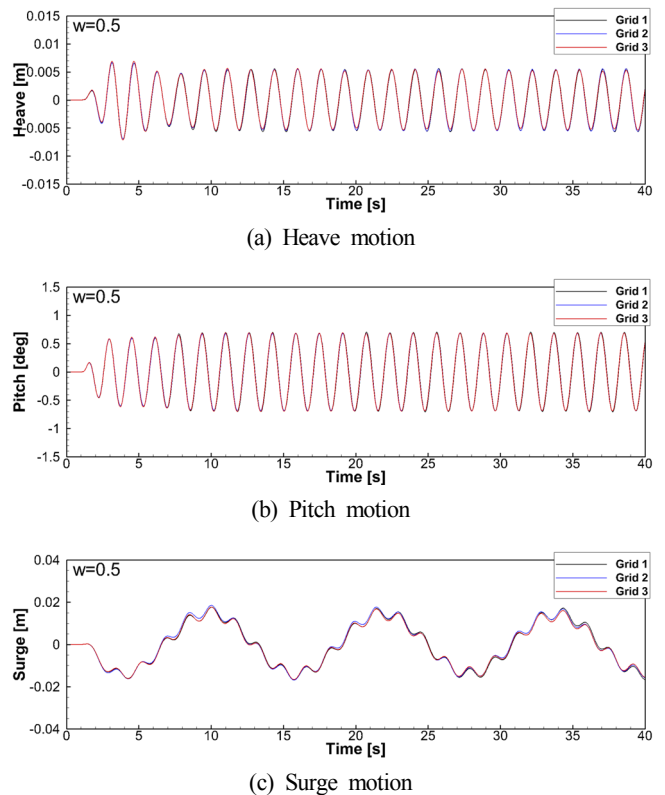 w=0.5
Grid 1
Grid 2
Grid 3
Heave [m]
0.015
0.01
0.005
0
-0.005
-0.01
-0.015
0 5 10 15 20 25 30 35 40
Time [s]
(a) Heave motion
w=0.5
Grid 1
Grid 2
Grid 3
Pitch [deg]
1.5
1
0.5
0
-0.5
-1
-1.5
0 5 10 15 20 25 30 35 40
Time [s]
(b) Pitch motion
w=0.5
Grid 1
Grid 2
Grid 3
Surge [m]
0.04
0.02
0
-0.02
-0.04
0 5 10 15 20 25 30 35 40
Time [s]
(c) Surge motion